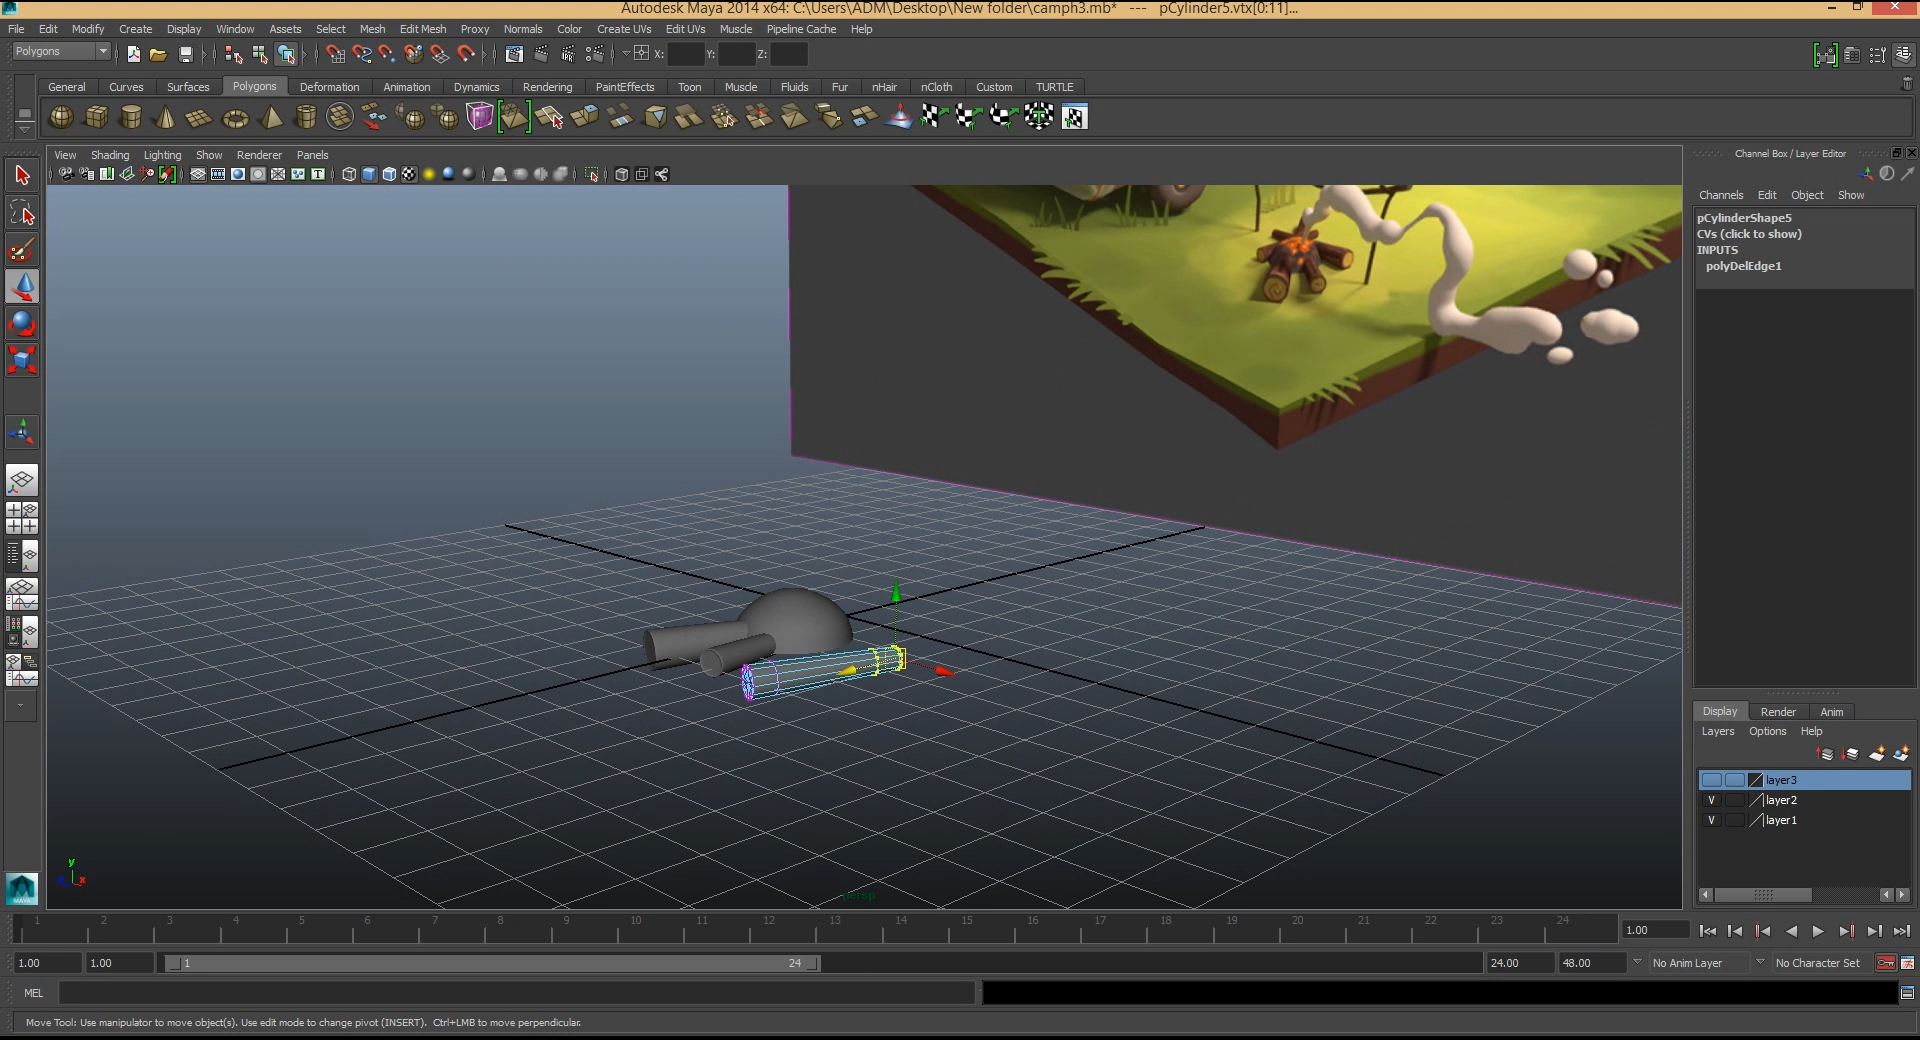 Autodesk Maya 2014 x64: C:\Users\ADM\Desktop\New folder\camph3.mb* --- pCylinder5.vtx[0:11]...
File Edit Modify Create Display Window Assets Select Mesh Edit Mesh Proxy Normals Color Create UVs Edit UVs Muscle Pipeline Cache Help
Polygons X: Y: Z:
General Curves Surfaces Polygons Deformation Animation Dynamics Rendering PaintEffects Toon Muscle Fluids Fur nHair nCloth Custom TURTLE
View Shading Lighting Show Renderer Panels
Channel Box / Layer Editor
Channels Edit Object Show
pCylinderShape5
CVs (click to show)
INPUTS
polyDelEdge1
Display Render Anim
Layers Options Help
layer3
V layer2
V layer1
y
z x
persp
1 2 3 4 5 6 7 8 9 10 11 12 13 14 15 16 17 18 19 20 21 22 23 24 1.00
1.00 1.00 1 24 24.00 48.00 No Anim Layer No Character Set
MEL
Move Tool: Use manipulator to move object(s). Use edit mode to change pivot (INSERT). Ctrl+LMB to move perpendicular.